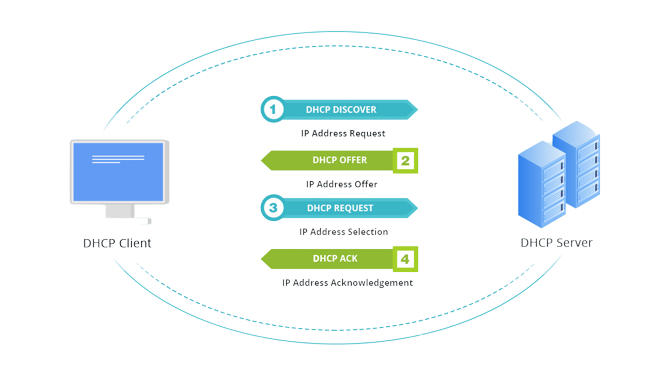 1 DHCP DISCOVER
IP Address Request
DHCP OFFER 2
IP Address Offer
3 DHCP REQUEST
IP Address Selection
DHCP ACK 4
IP Address Acknowledgement
DHCP Client
DHCP Server